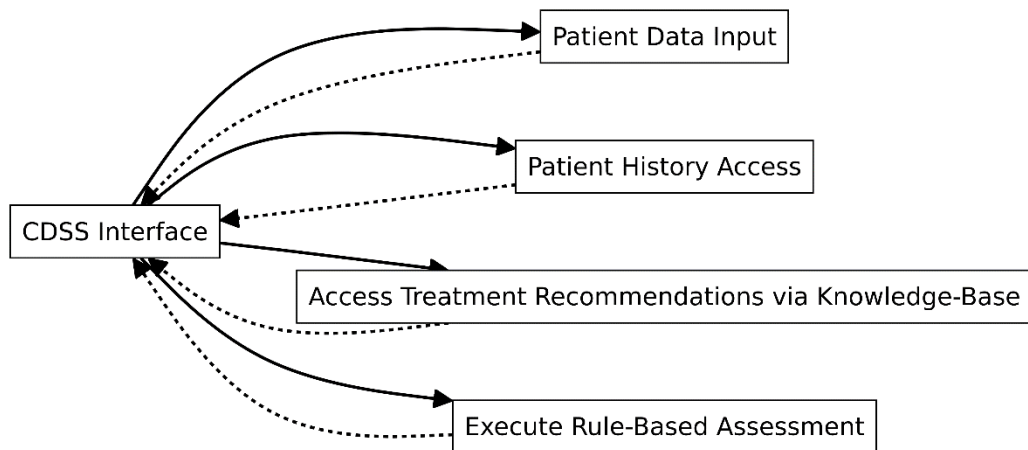 Patient Data Input
Patient History Access
CDSS Interface
Access Treatment Recommendations via Knowledge-Base
Execute Rule-Based Assessment